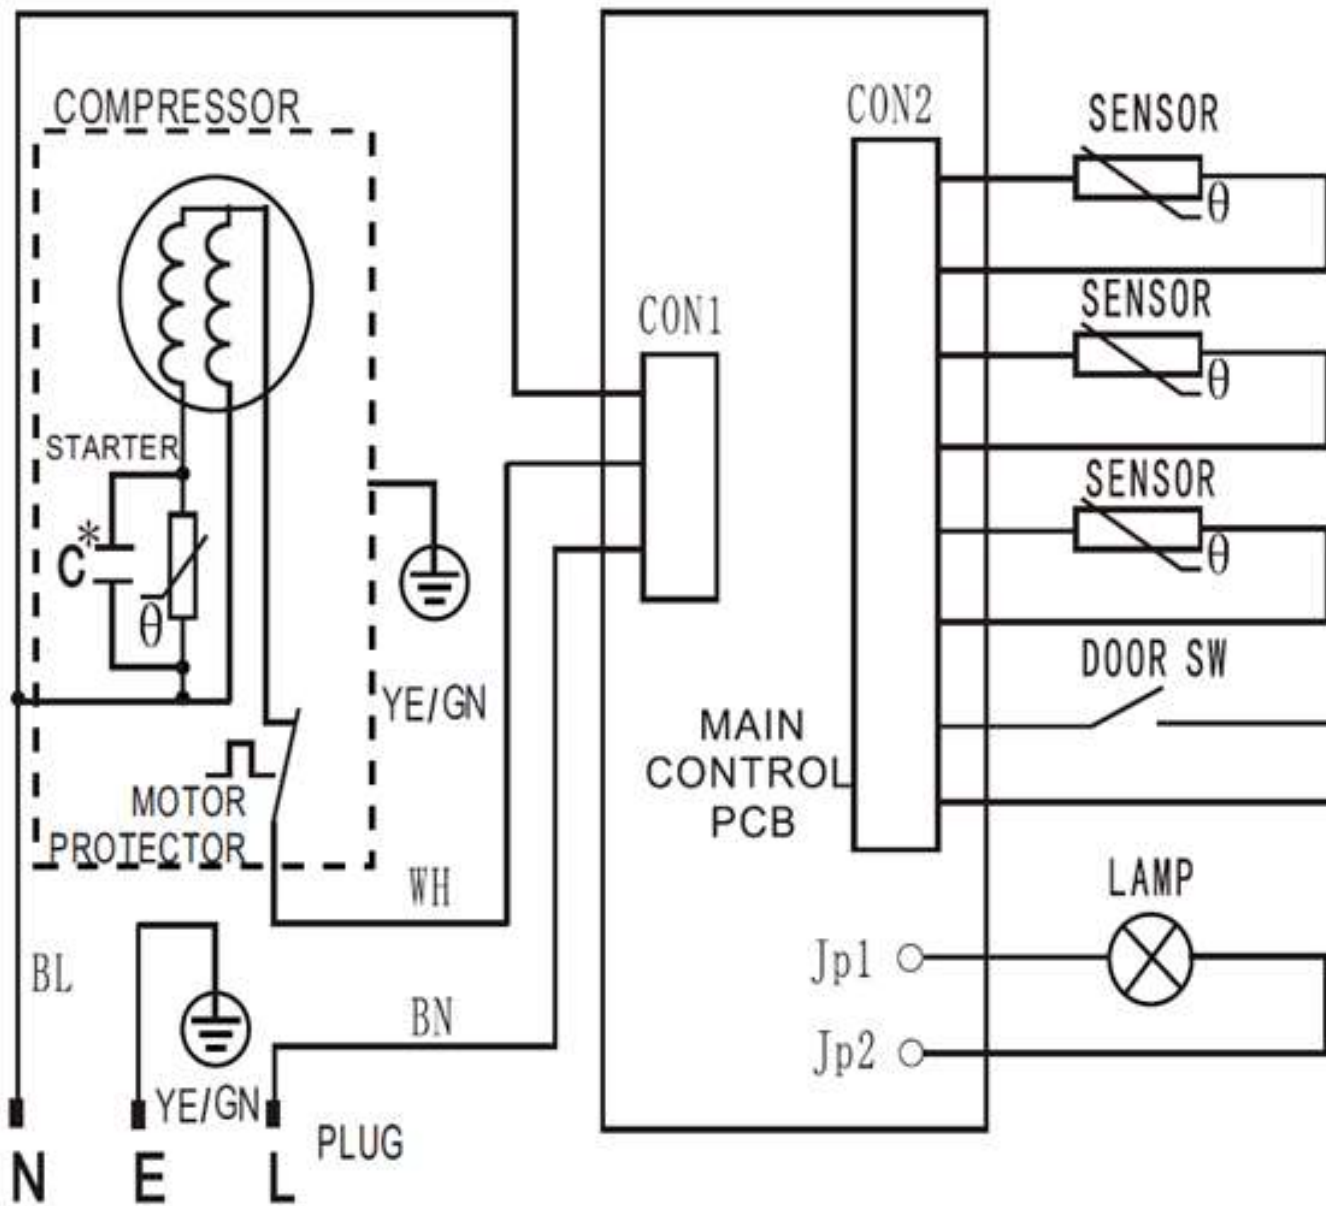 COMPRESSOR
CON2
SENSOR
θ
CON1
SENSOR
θ
STARTER
SENSOR
θ
C*
θ
YE/GN
DOOR SW
MAIN
CONTROL
PCB
MOTOR
PROTECTOR
WH
LAMP
Jp1
BL
BN
Jp2
YE/GN
PLUG
N E L